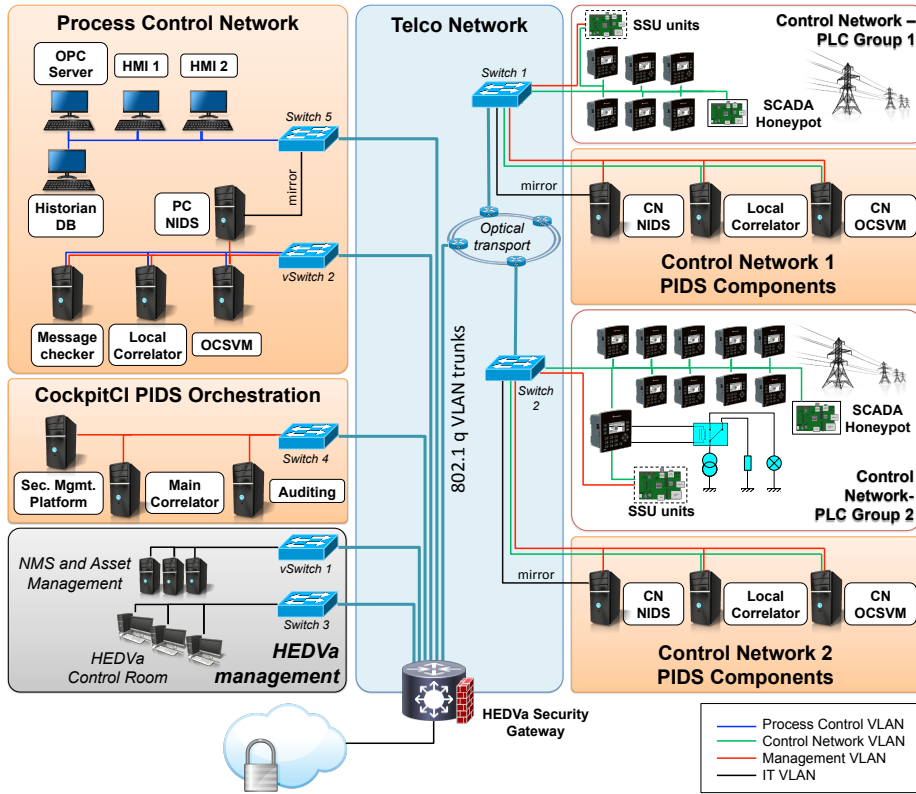 Process Control Network
OPC
Server
HMI 1
HMI 2
Switch 5
Historian
DB
PC
NIDS
mirror
vSwitch 2
Message
checker
Local
Correlator
OCSVM
CockpitCI PIDS Orchestration
Switch 4
Sec. Mgmt.
Platform
Main
Correlator
Auditing
NMS and Asset
Management
vSwitch 1
Switch 3
HEDVa
Control Room
HEDVa
management
Telco Network
Switch 1
Optical
transport
802.1 q VLAN trunks
Switch
2
HEDVa Security
Gateway
SSU units
Control Network –
PLC Group 1
SCADA
Honeypot
mirror
CN
NIDS
Local
Correlator
CN
OCSVM
Control Network 1
PIDS Components
SCADA
Honeypot
SSU units
Control
Network-
PLC Group 2
mirror
CN
NIDS
Local
Correlator
CN
OCSVM
Control Network 2
PIDS Components
Process Control VLAN
Control Network VLAN
Management VLAN
IT VLAN